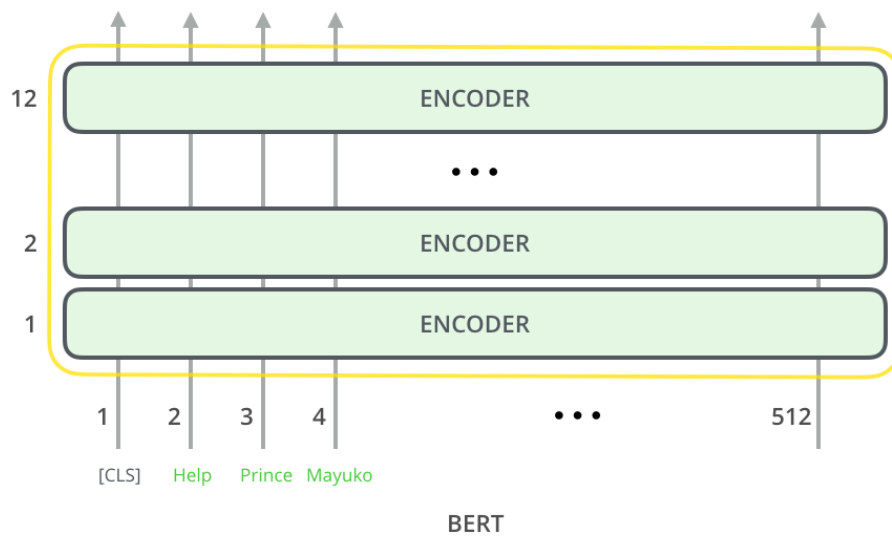 12 ENCODER
...
2 ENCODER
1 ENCODER
1 2 3 4 ... 512
[CLS] Help Prince Mayuko
BERT